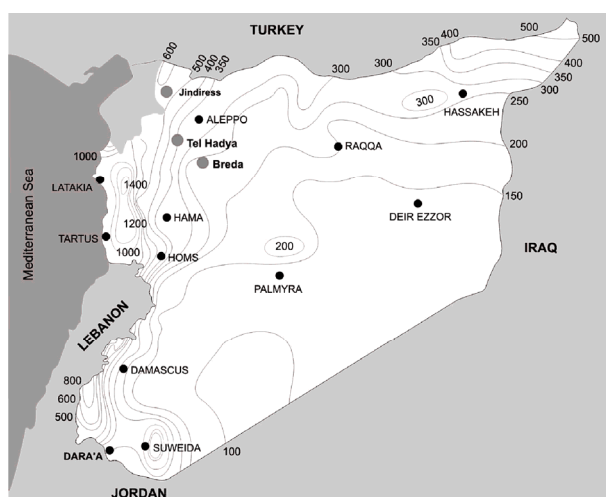 TURKEY
600
500 400 350
300
300
350
400
500
500
400
350
300
250
Jindiress
300
HASSAKEH
ALEPPO
Tel Hadya
RAQQA
200
Breda
1000
LATAKIA
1400
150
Mediterranean Sea
HAMA
1200
DEIR EZZOR
TARTUS
1000
HOMS
200
IRAQ
PALMYRA
LEBANON
DAMASCUS
800
600
500
DARA'A
SUWEIDA
100
JORDAN